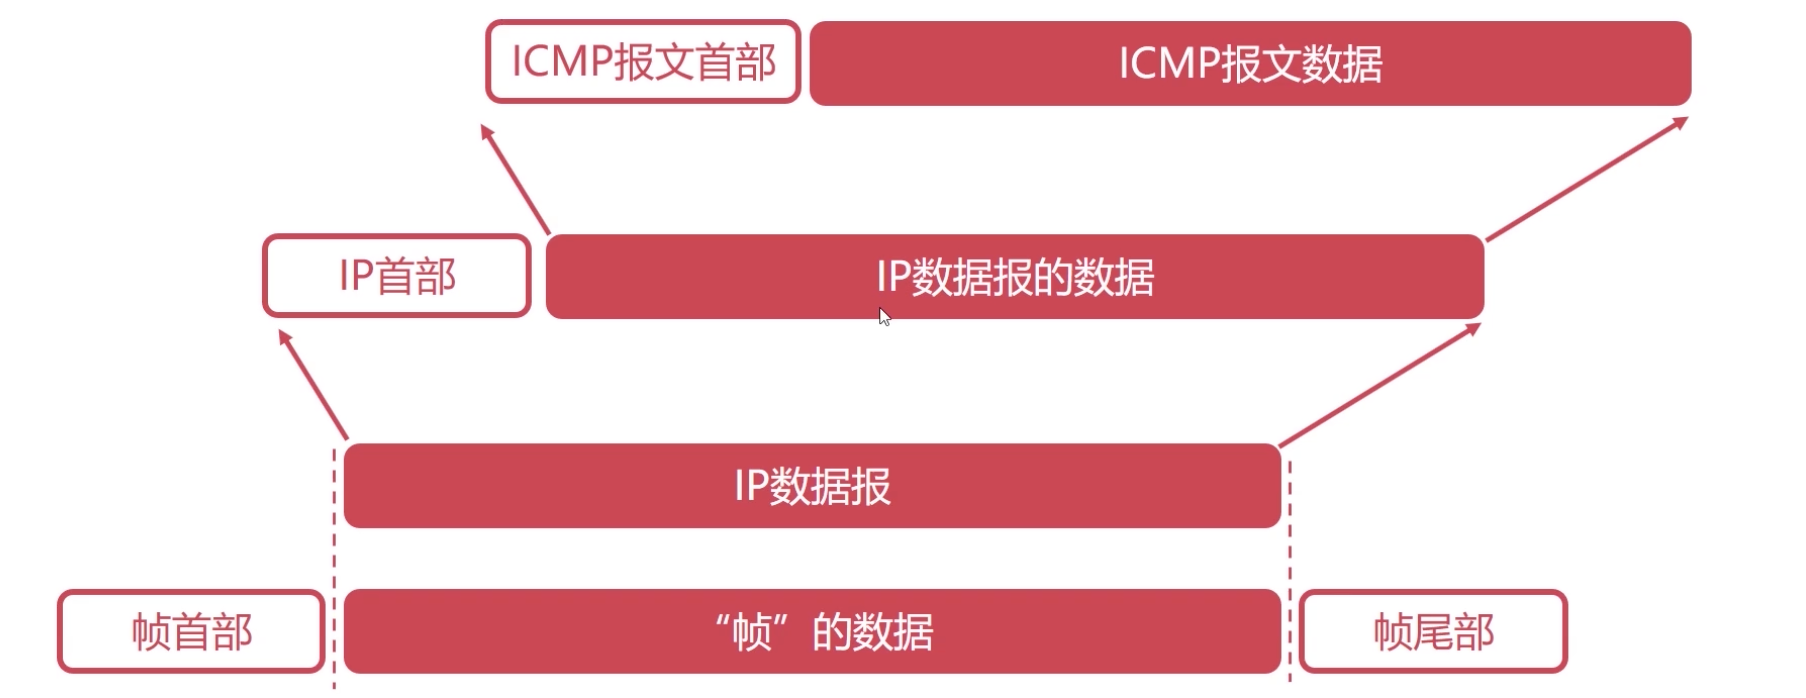 ICMP报文首部
ICMP报文数据
IP首部
IP数据报的数据
IP数据报
帧首部
“帧”的数据
帧尾部